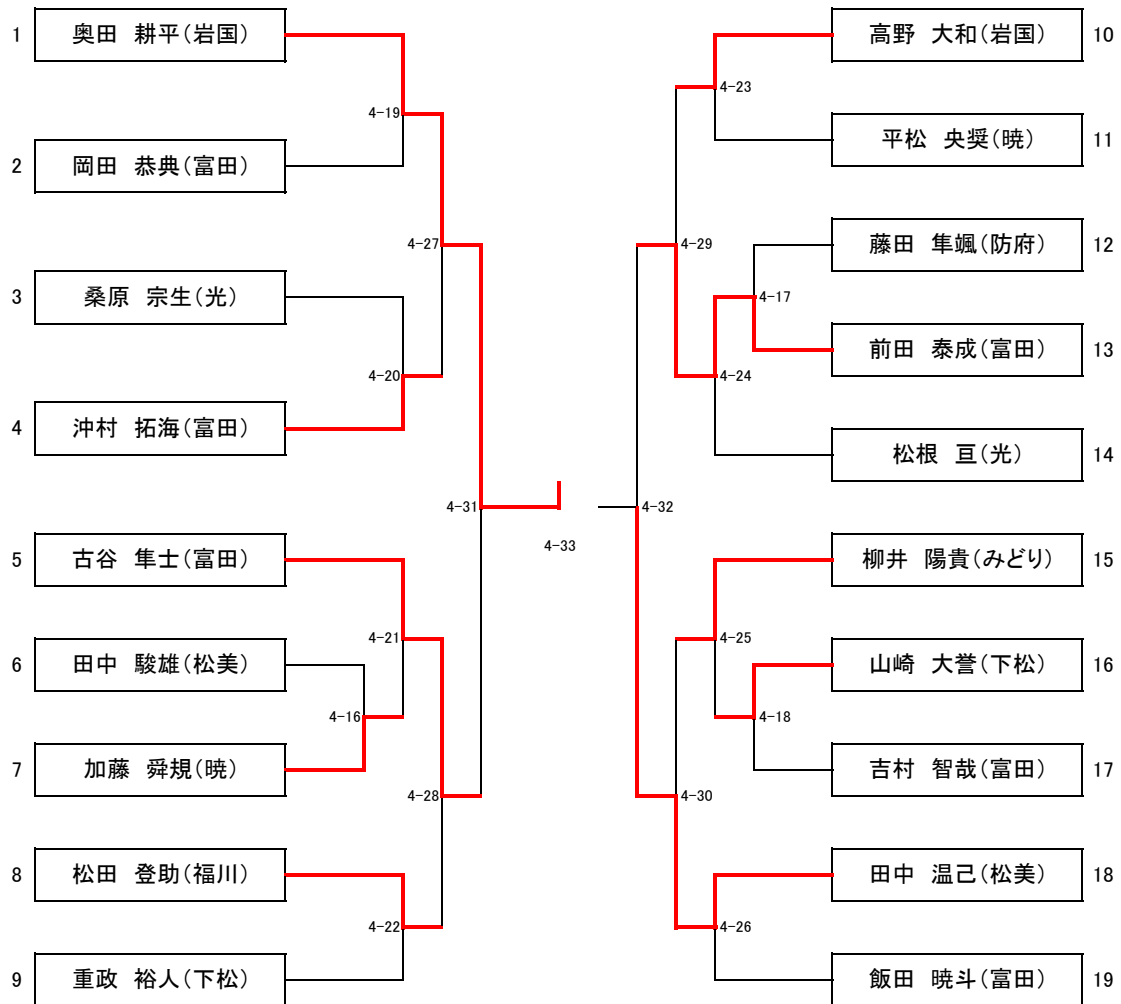 1 奥田 耕平(岩国)
2 岡田 恭典(富田)
3 桑原 宗生(光)
4 沖村 拓海(富田)
5 古谷 隼士(富田)
6 田中 駿雄(松美)
7 加藤 舜規(暁)
8 松田 登助(福川)
9 重政 裕人(下松)
4-19
4-20
4-27
4-21
4-16
4-28
4-22
4-31
4-33
4-32
4-23
4-29
4-17
4-24
4-25
4-18
4-30
4-26
高野 大和(岩国) 10
平松 央奨(暁) 11
藤田 隼颯(防府) 12
前田 泰成(富田) 13
松根 亘(光) 14
柳井 陽貴(みどり) 15
山崎 大誉(下松) 16
吉村 智哉(富田) 17
田中 温己(松美) 18
飯田 暁斗(富田) 19